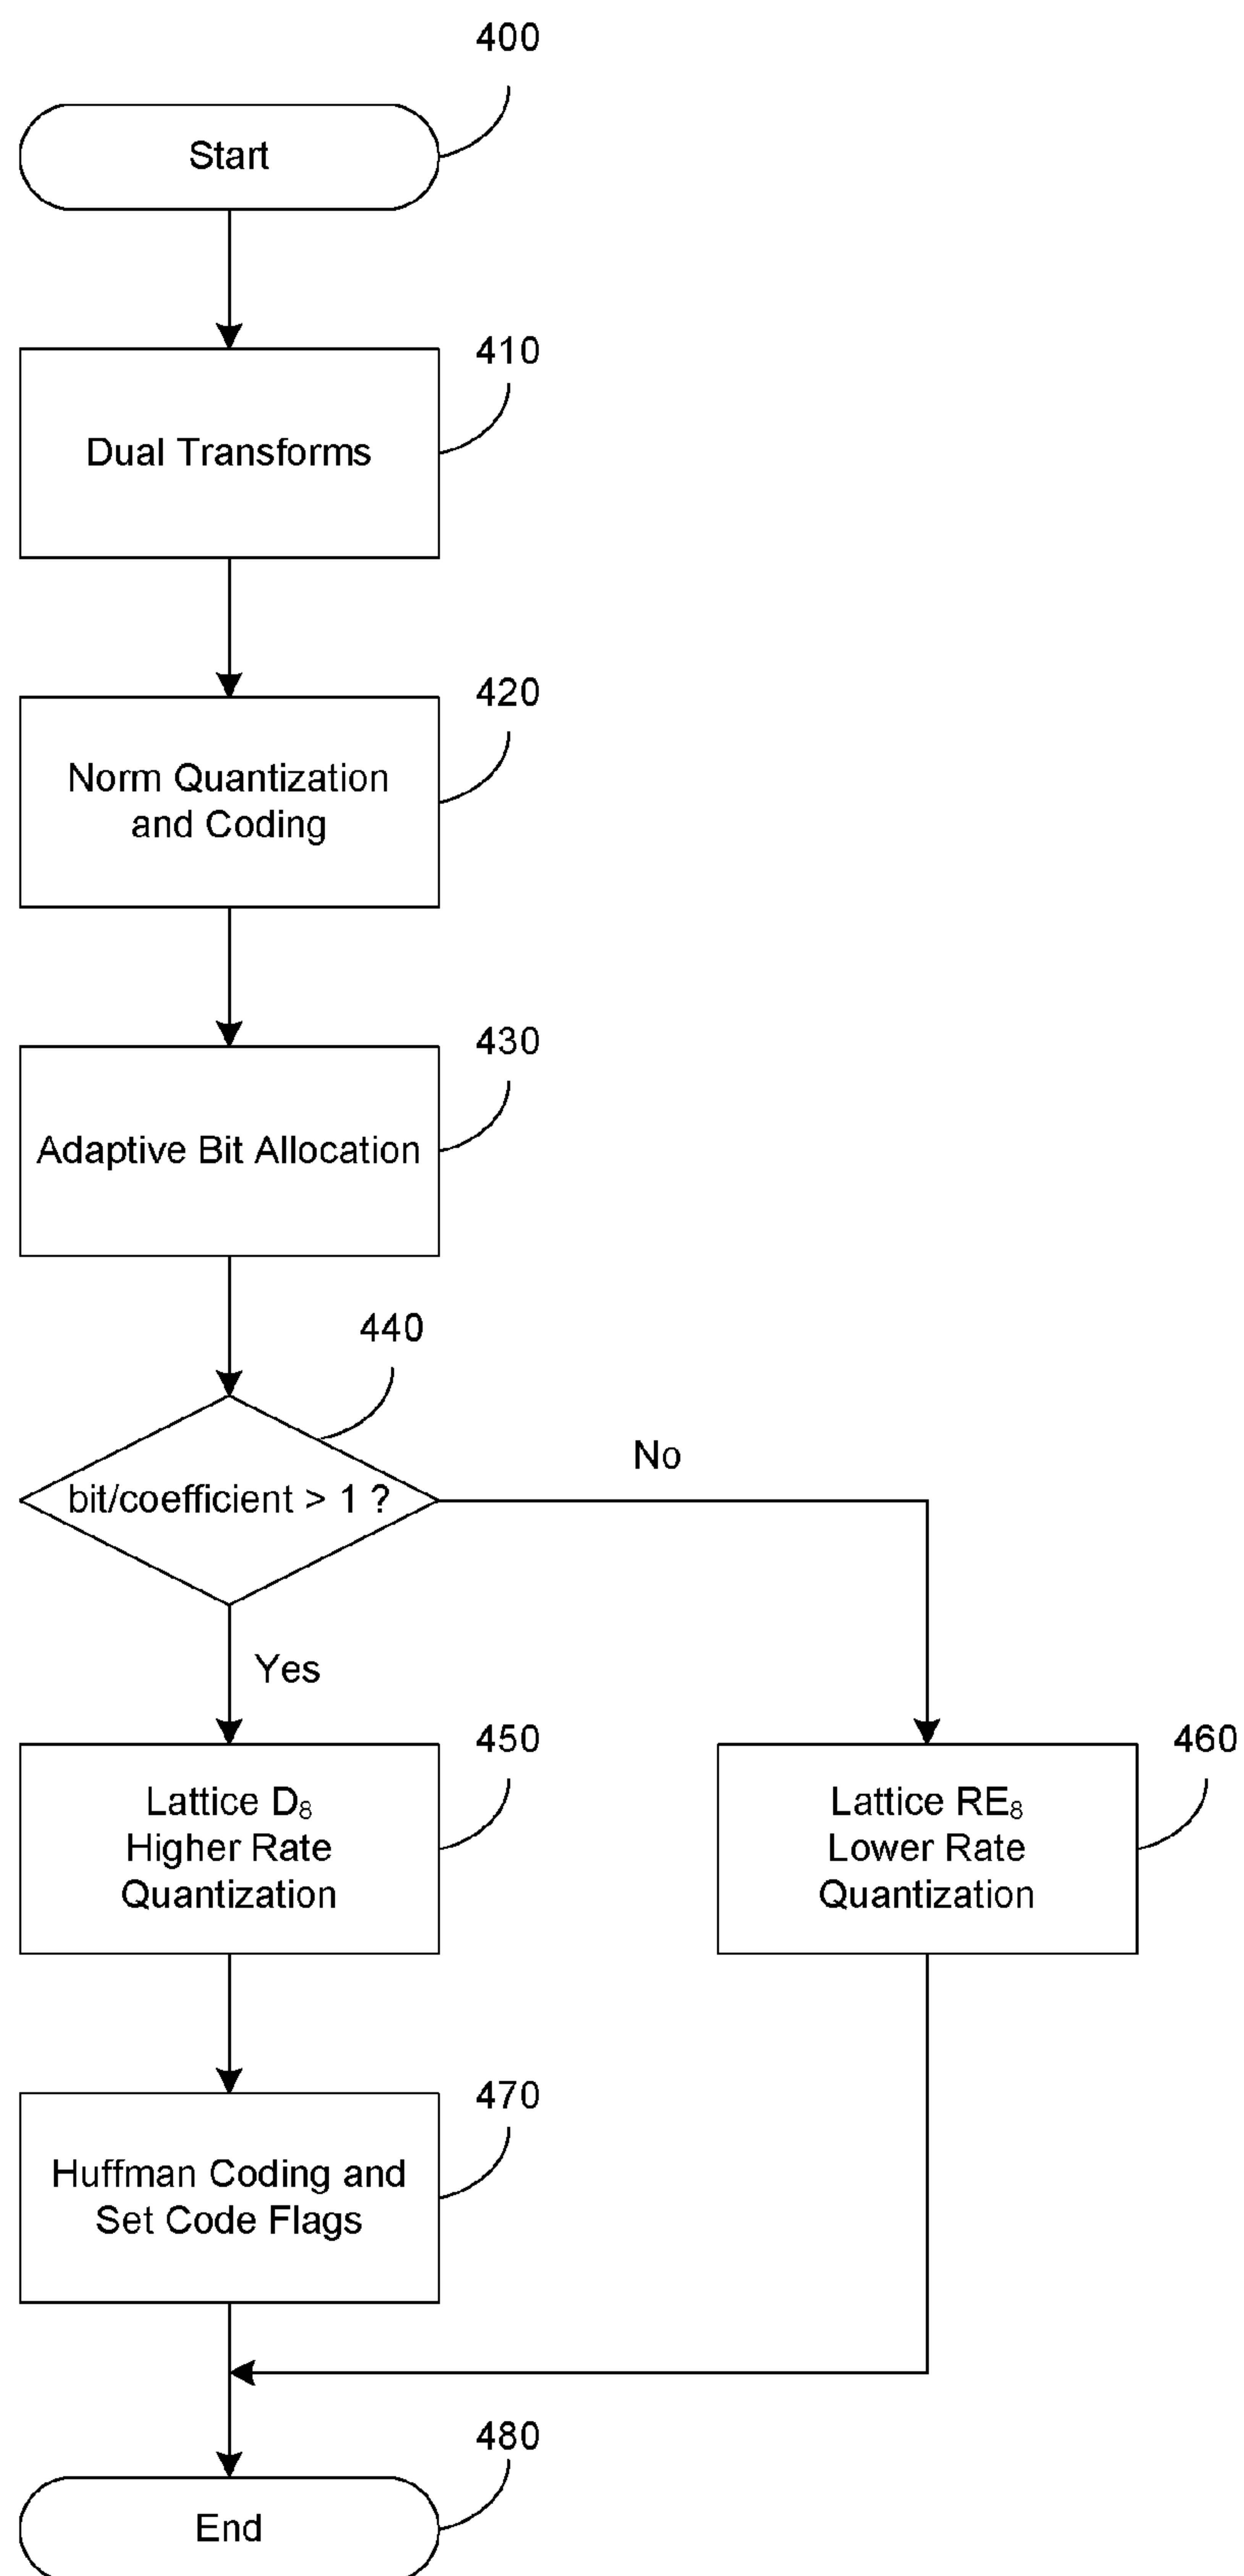 400
Start
410
Dual Transforms
420
Norm Quantization
and Coding
430
Adaptive Bit Allocation
440
bit/coefficient > 1 ?
No
Yes
450
Lattice D₈
Higher Rate
Quantization
460
Lattice RE₈
Lower Rate
Quantization
470
Huffman Coding and
Set Code Flags
480
End